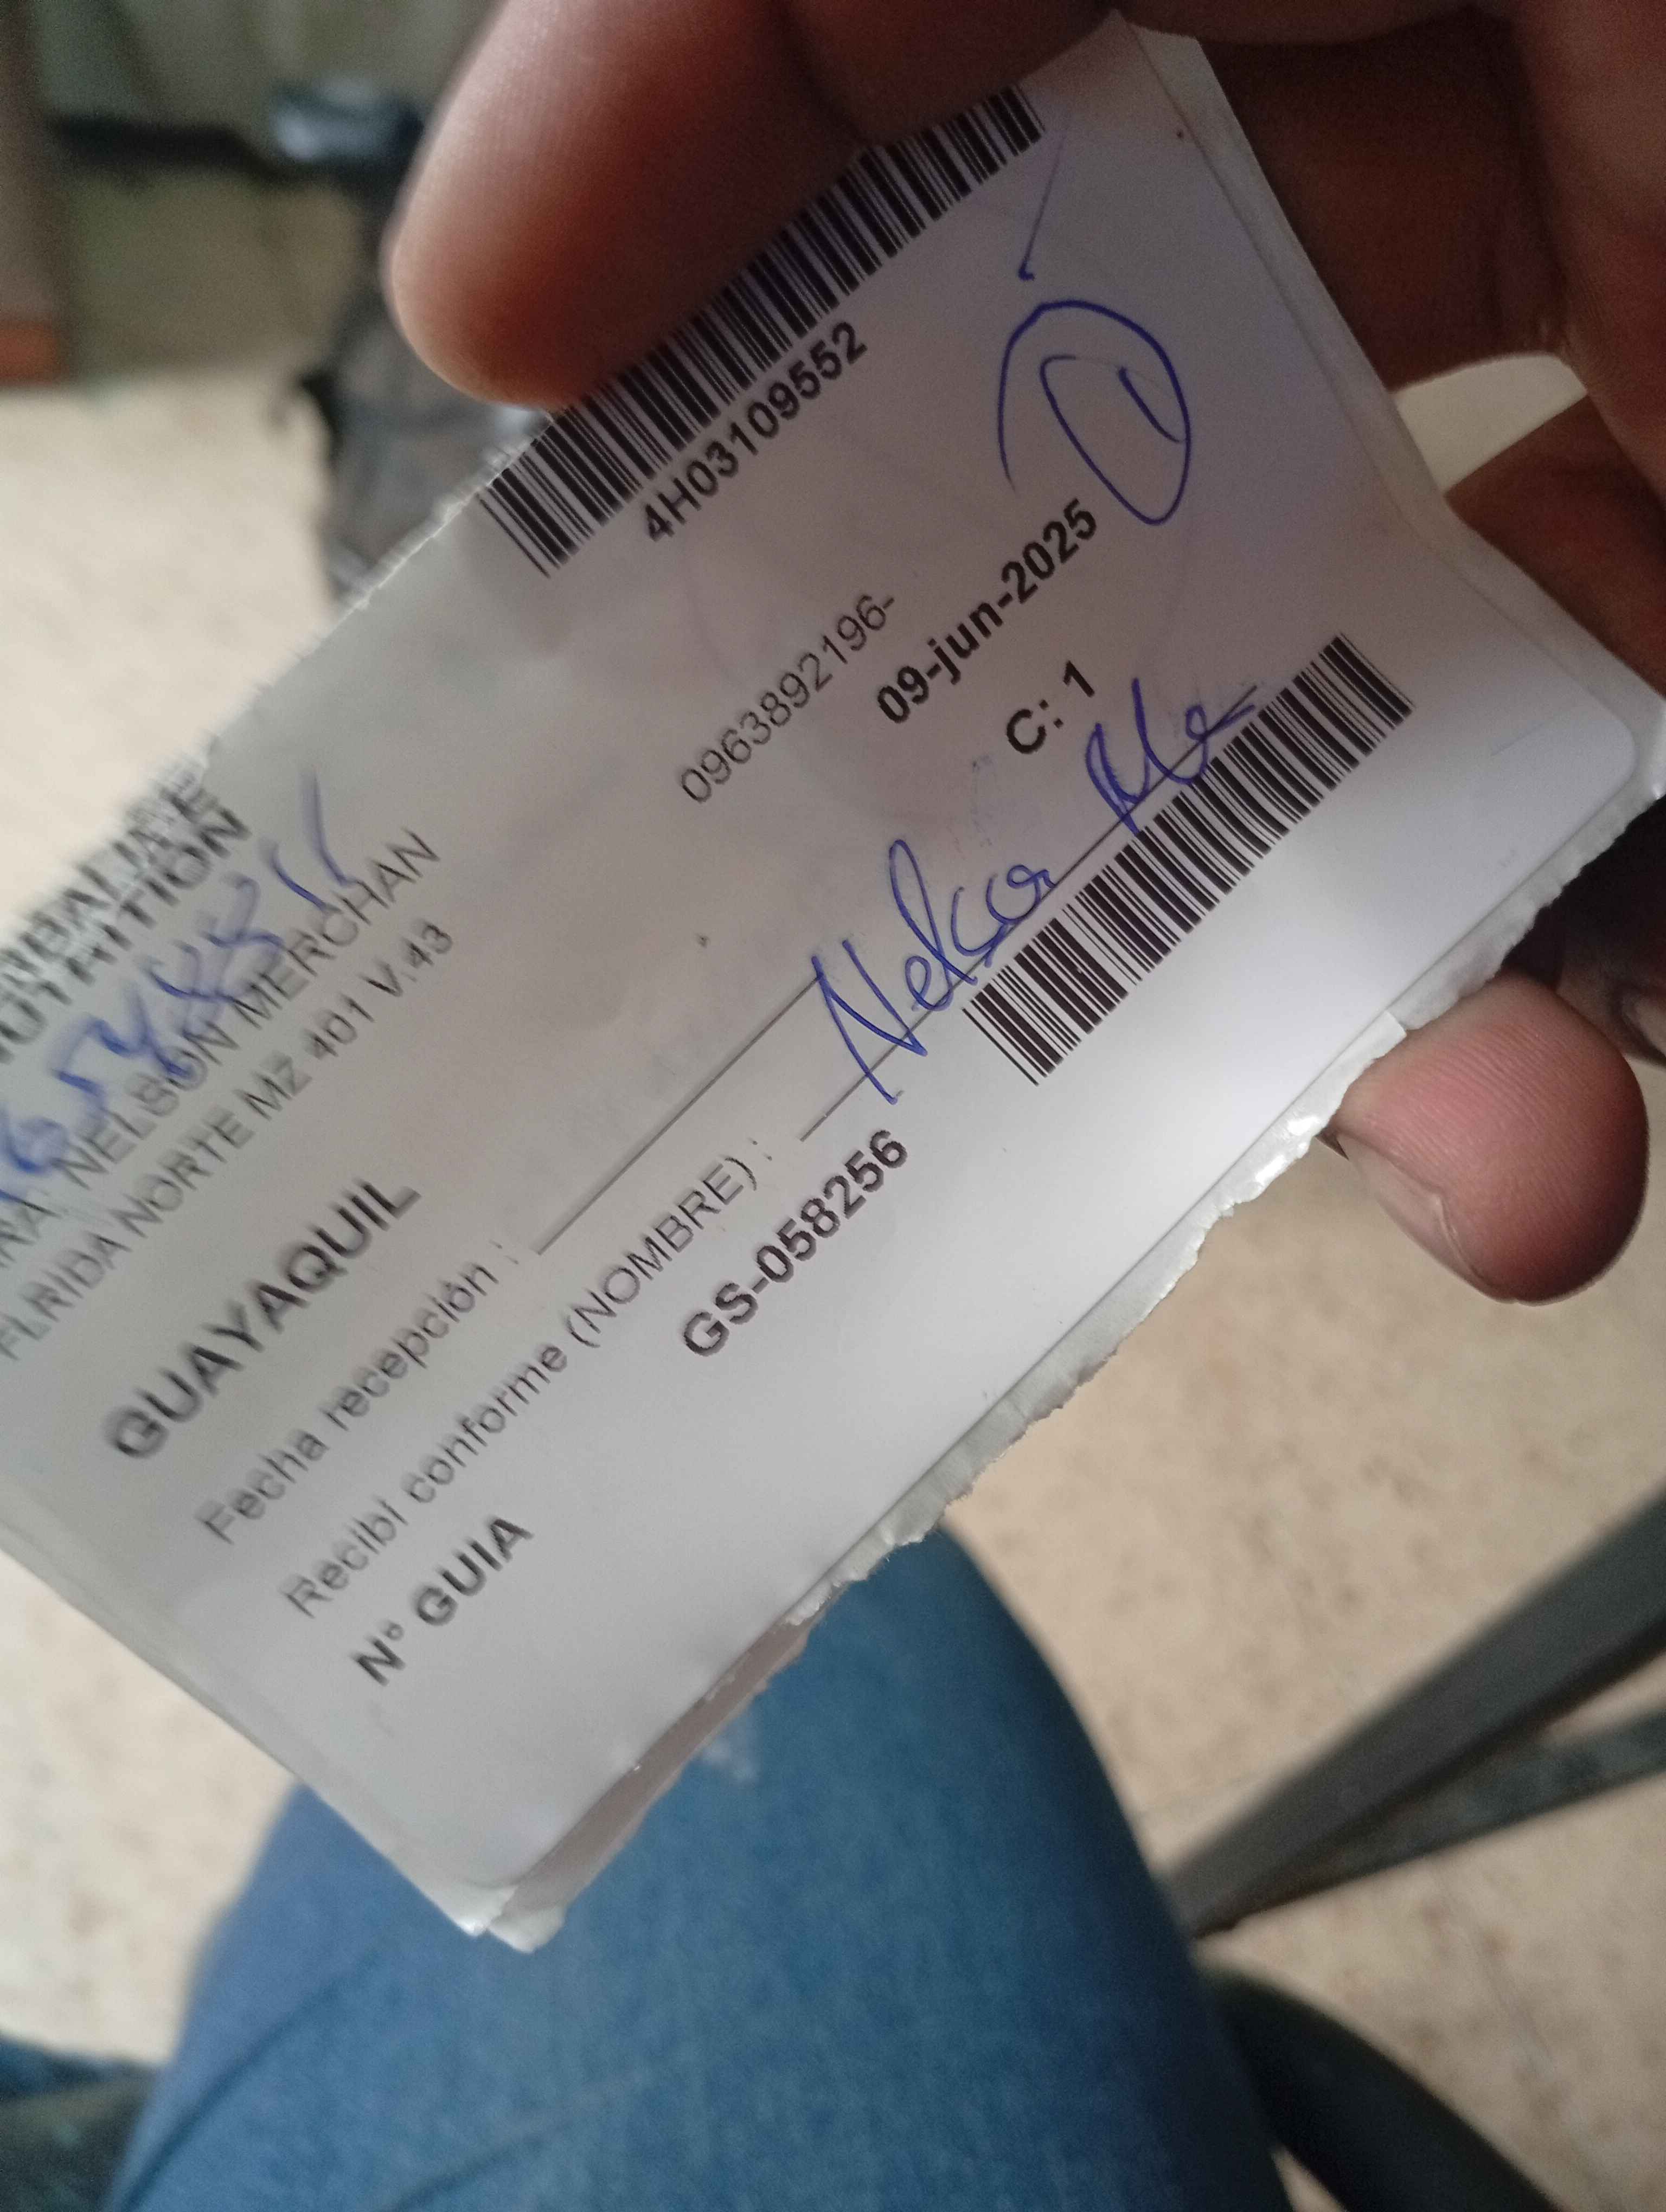 4H03109552
NUTRITION
NELSON MERCHAN
0963892196-
FLRIDA NORTE MZ 401 V.43
09-jun-2025
GUAYAQUIL
C: 1
Fecha recepción :
Recibí conforme (NOMBRE) : Nelson Me
Nº GUIA GS-058256